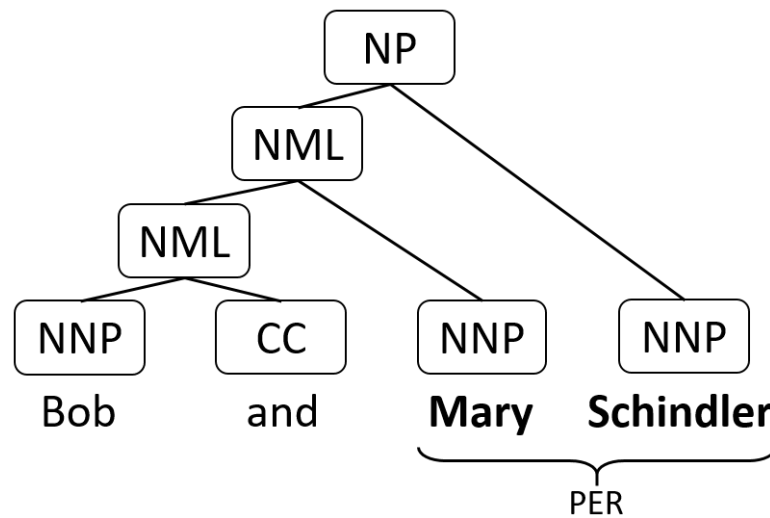 NP
NML
NML
NNP CC NNP NNP
Bob and Mary Schindler
PER